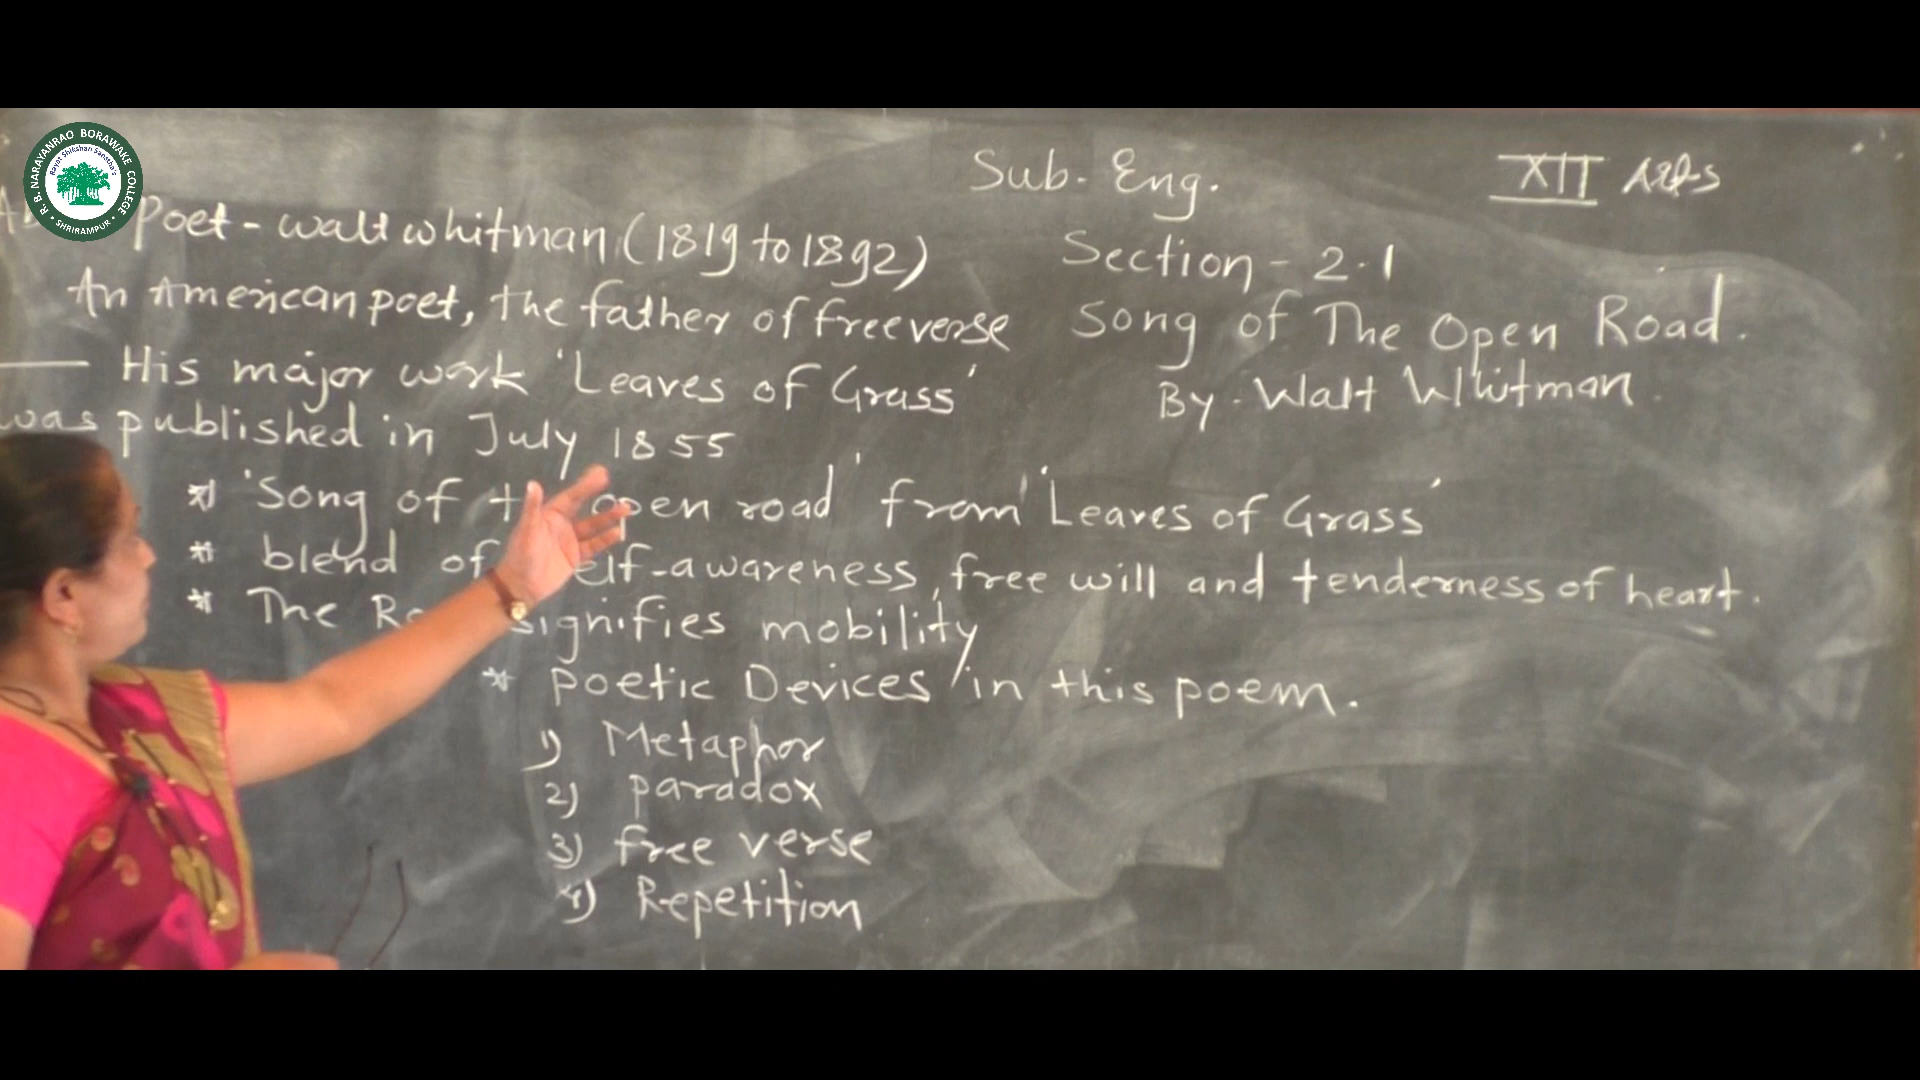 R. B. NARAYANRAO BORAWAKE COLLEGE
Rayat Shikshan Sanstha's
• SHRIRAMPUR •
Sub. Eng.
XII Arts
Poet - walt whitman (1819 to 1892)
An American poet, the father of free verse
His major work 'Leaves of Grass'
was published in July 1855
Section - 2.1
Song of The Open Road.
By. Walt Whitman.
* 'Song of open road' from 'Leaves of Grass'
* blend of elf-awareness, free will and tenderness of heart.
* The signifies mobility
* Poetic Devices in this poem.
1) Metaphor
2) paradox
3) free verse
4) Repetition